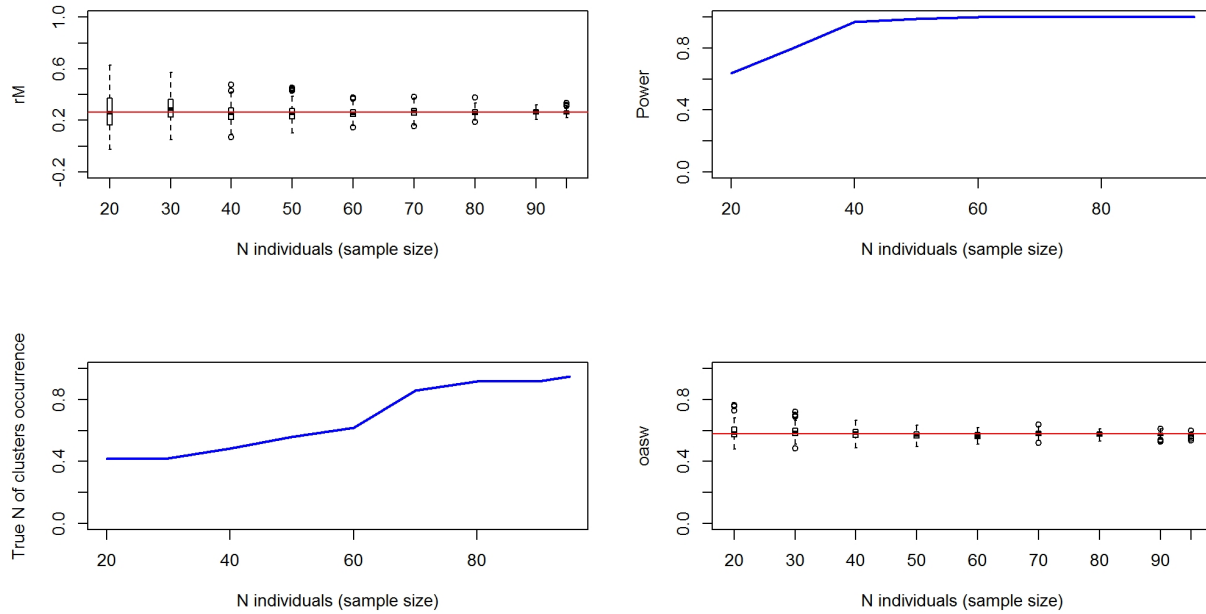 rM
1.0
0.6
0.2
-0.2
20 30 40 50 60 70 80 90
N individuals (sample size)
Power
0.8
0.4
0.0
20 40 60 80
N individuals (sample size)
True N of clusters occurrence
0.8
0.4
0.0
20 40 60 80
N individuals (sample size)
oasw
0.8
0.4
0.0
20 30 40 50 60 70 80 90
N individuals (sample size)